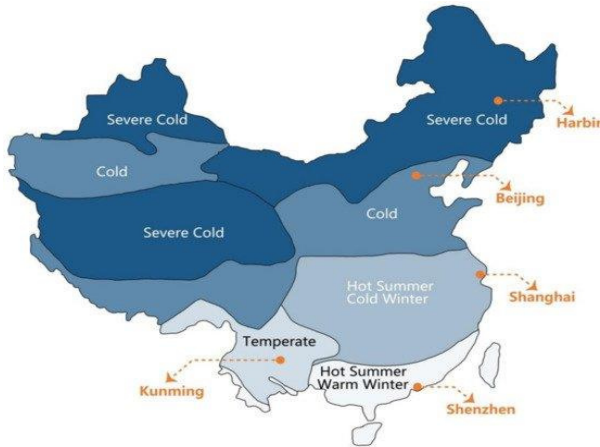 Severe Cold
Severe Cold
Harbin
Cold
Beijing
Cold
Severe Cold
Hot Summer
Cold Winter
Shanghai
Temperate
Hot Summer
Warm Winter
Kunming
Shenzhen